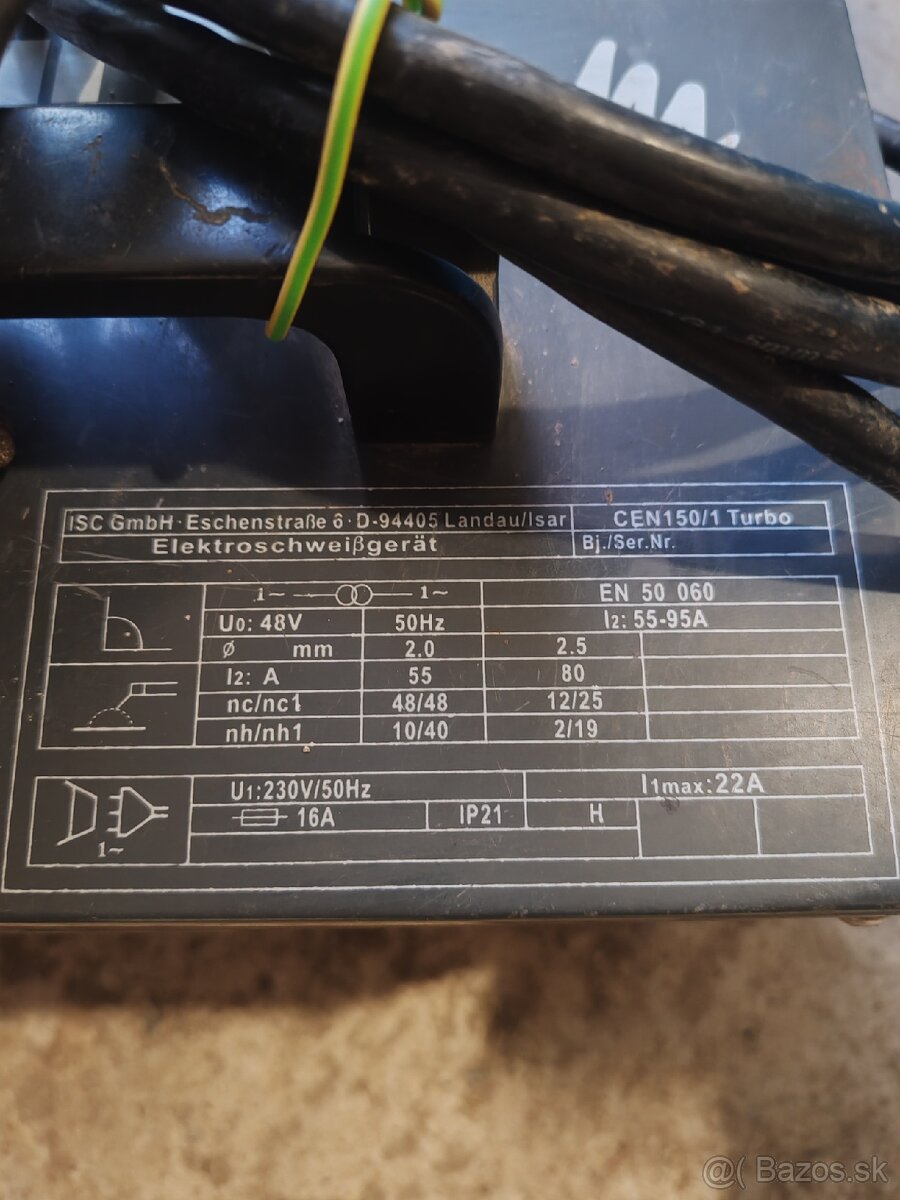 ISC GmbH · Eschenstraße 6 · D-94405 Landau/Isar CEN150/1 Turbo
Elektroschweißgerät Bj./Ser.Nr.
1~ 1~ EN 50 060
U0: 48V 50Hz I2: 55-95A
Ø mm 2.0 2.5
I2: A 55 80
nc/nc1 48/48 12/25
nh/nh1 10/40 2/19
U1:230V/50Hz I1max:22A
16A IP21 H
1~
@( Bazos.sk